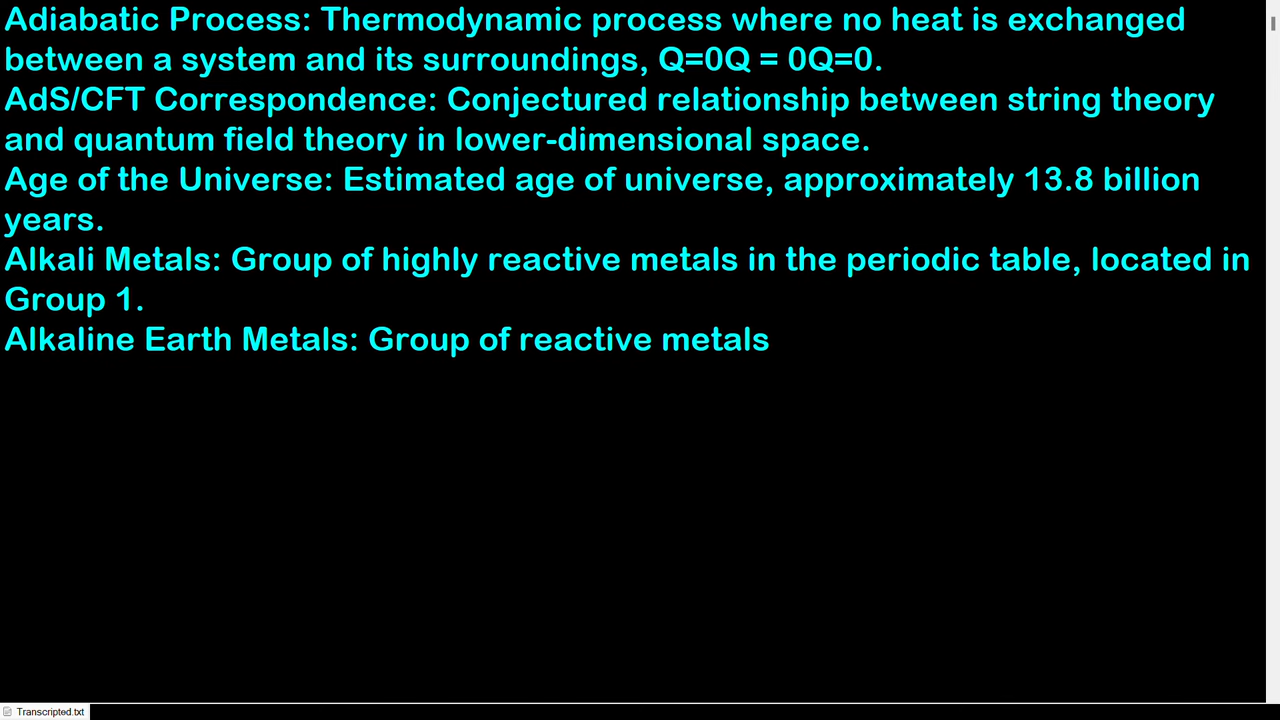 Adiabatic Process: Thermodynamic process where no heat is exchanged
between a system and its surroundings, Q=0Q = 0Q=0.
AdS/CFT Correspondence: Conjectured relationship between string theory
and quantum field theory in lower-dimensional space.
Age of the Universe: Estimated age of universe, approximately 13.8 billion
years.
Alkali Metals: Group of highly reactive metals in the periodic table, located in
Group 1.
Alkaline Earth Metals: Group of reactive metals
Transcripted.txt